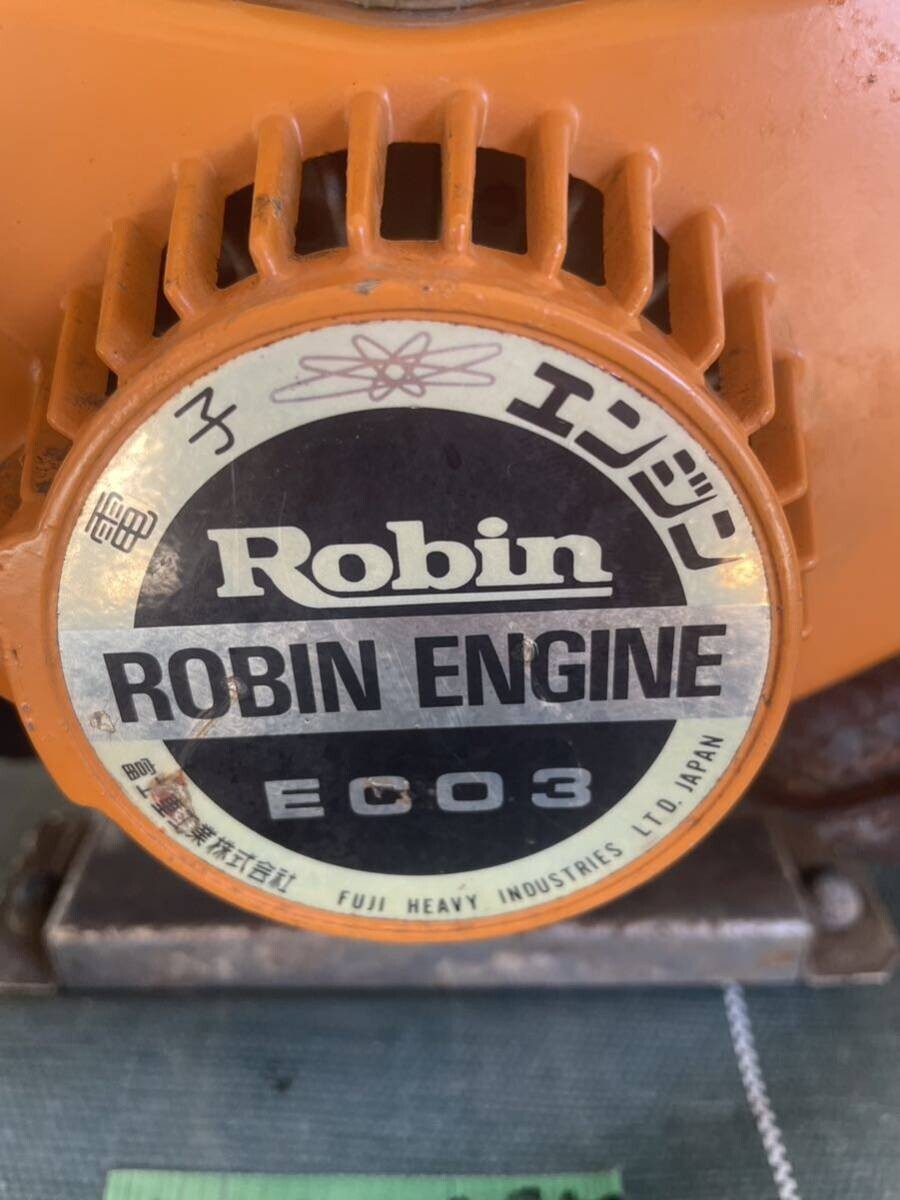 電子 エンジン
Robin
ROBIN ENGINE
ECO3
富士重工業株式会社
FUJI HEAVY INDUSTRIES LTD. JAPAN